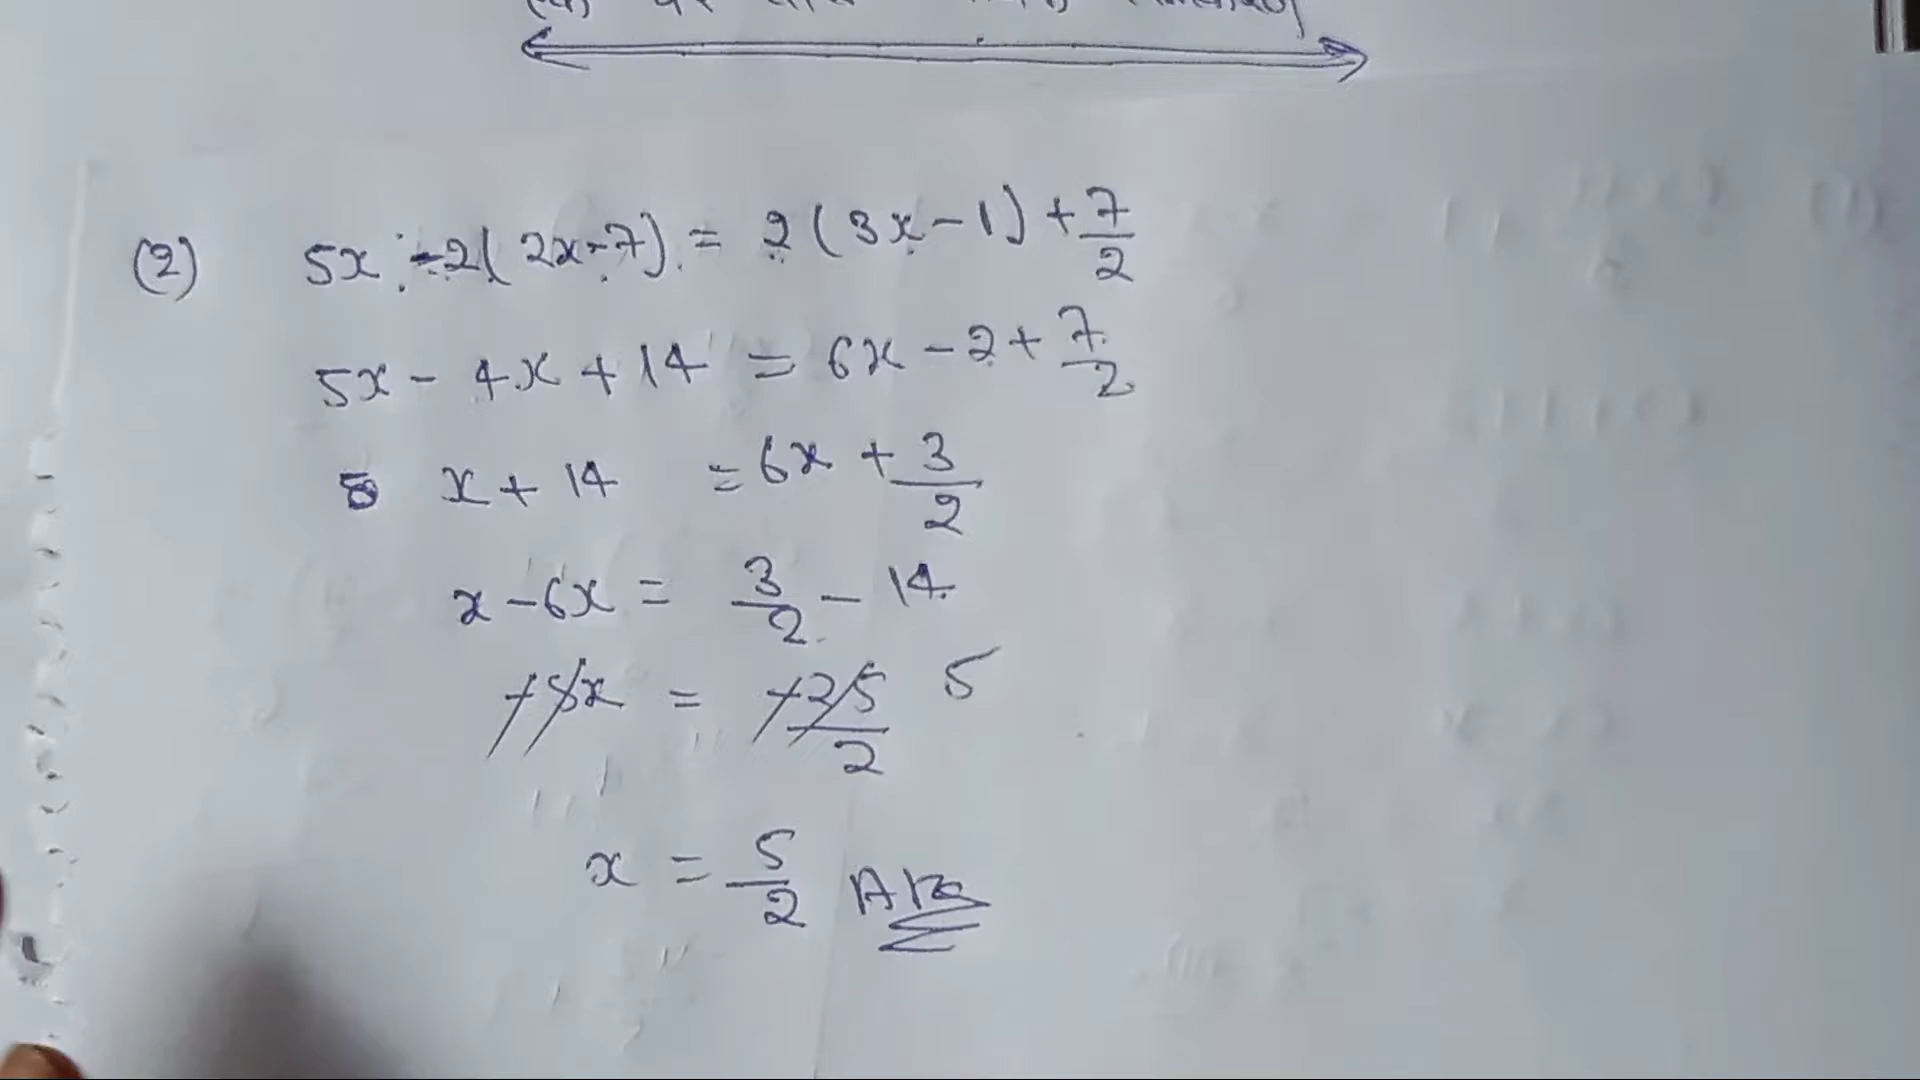 (2) 5x - 2(2x-7) = 2(3x-1) + 7/2
5x - 4x + 14 = 6x - 2 + 7/2
x + 14 = 6x + 3/2
x - 6x = 3/2 - 14
-5x = -25/2 5
x = 5/2 Ans